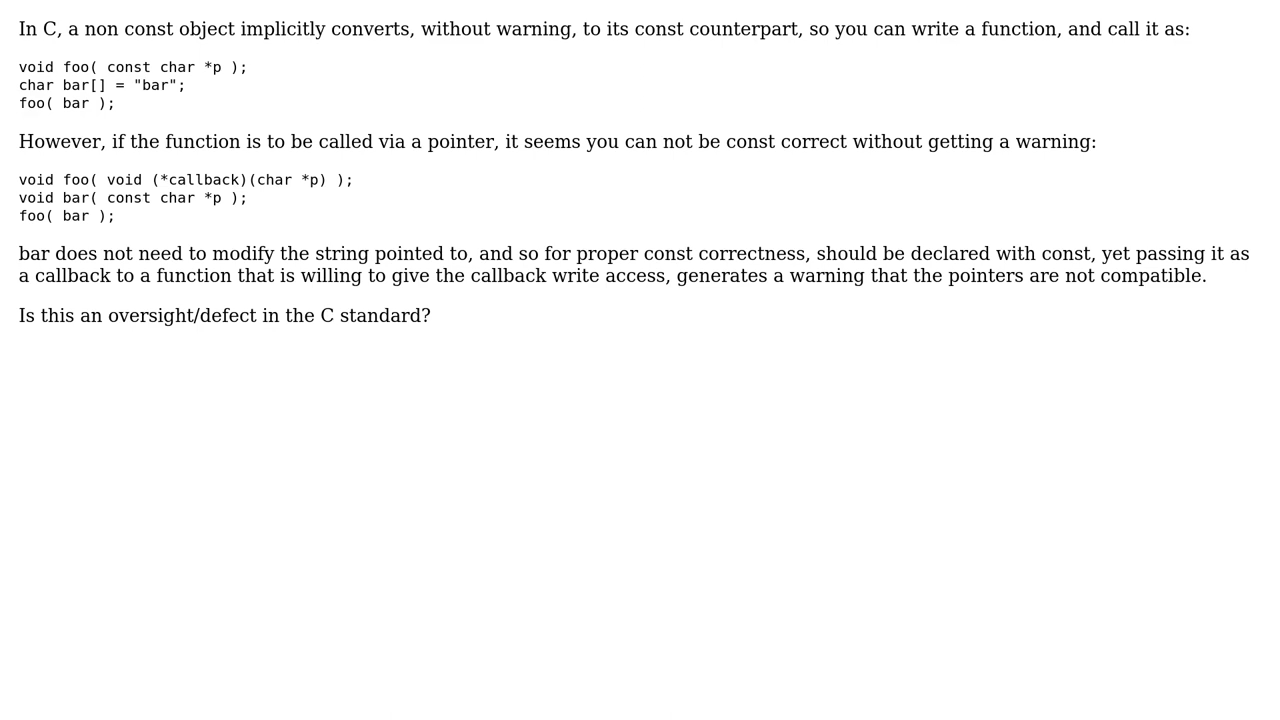 In C, a non const object implicitly converts, without warning, to its const counterpart, so you can write a function, and call it as:
void foo( const char *p );
char bar[] = "bar";
foo( bar );
However, if the function is to be called via a pointer, it seems you can not be const correct without getting a warning:
void foo( void (*callback)(char *p) );
void bar( const char *p );
foo( bar );
bar does not need to modify the string pointed to, and so for proper const correctness, should be declared with const, yet passing it as
a callback to a function that is willing to give the callback write access, generates a warning that the pointers are not compatible.
Is this an oversight/defect in the C standard?